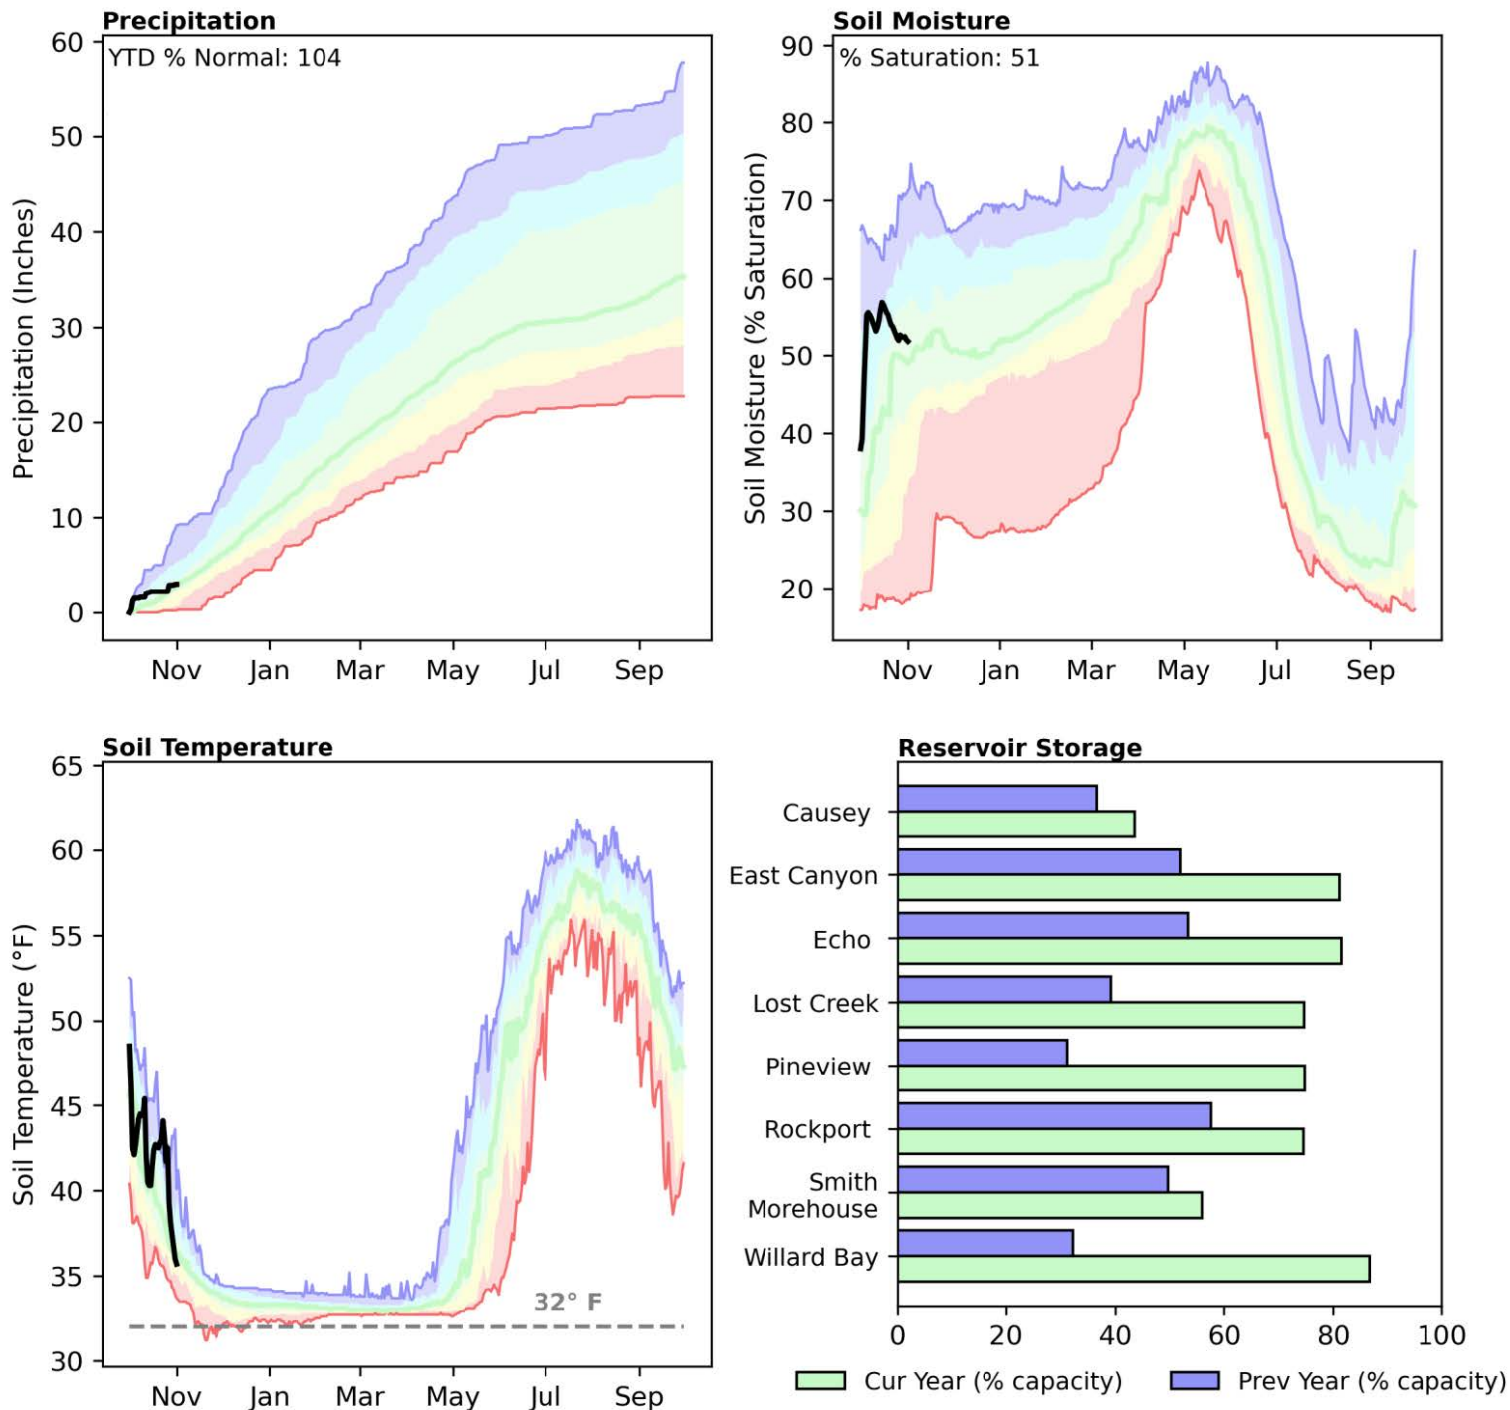 Precipitation
YTD % Normal: 104
Precipitation (Inches)
60
50
40
30
20
10
0
Nov Jan Mar May Jul Sep
Soil Moisture
% Saturation: 51
Soil Moisture (% Saturation)
90
80
70
60
50
40
30
20
Nov Jan Mar May Jul Sep
Soil Temperature
Soil Temperature (°F)
65
60
55
50
45
40
35
30
32° F
Nov Jan Mar May Jul Sep
Reservoir Storage
Causey
East Canyon
Echo
Lost Creek
Pineview
Rockport
Smith
Morehouse
Willard Bay
0 20 40 60 80 100
Cur Year (% capacity) Prev Year (% capacity)